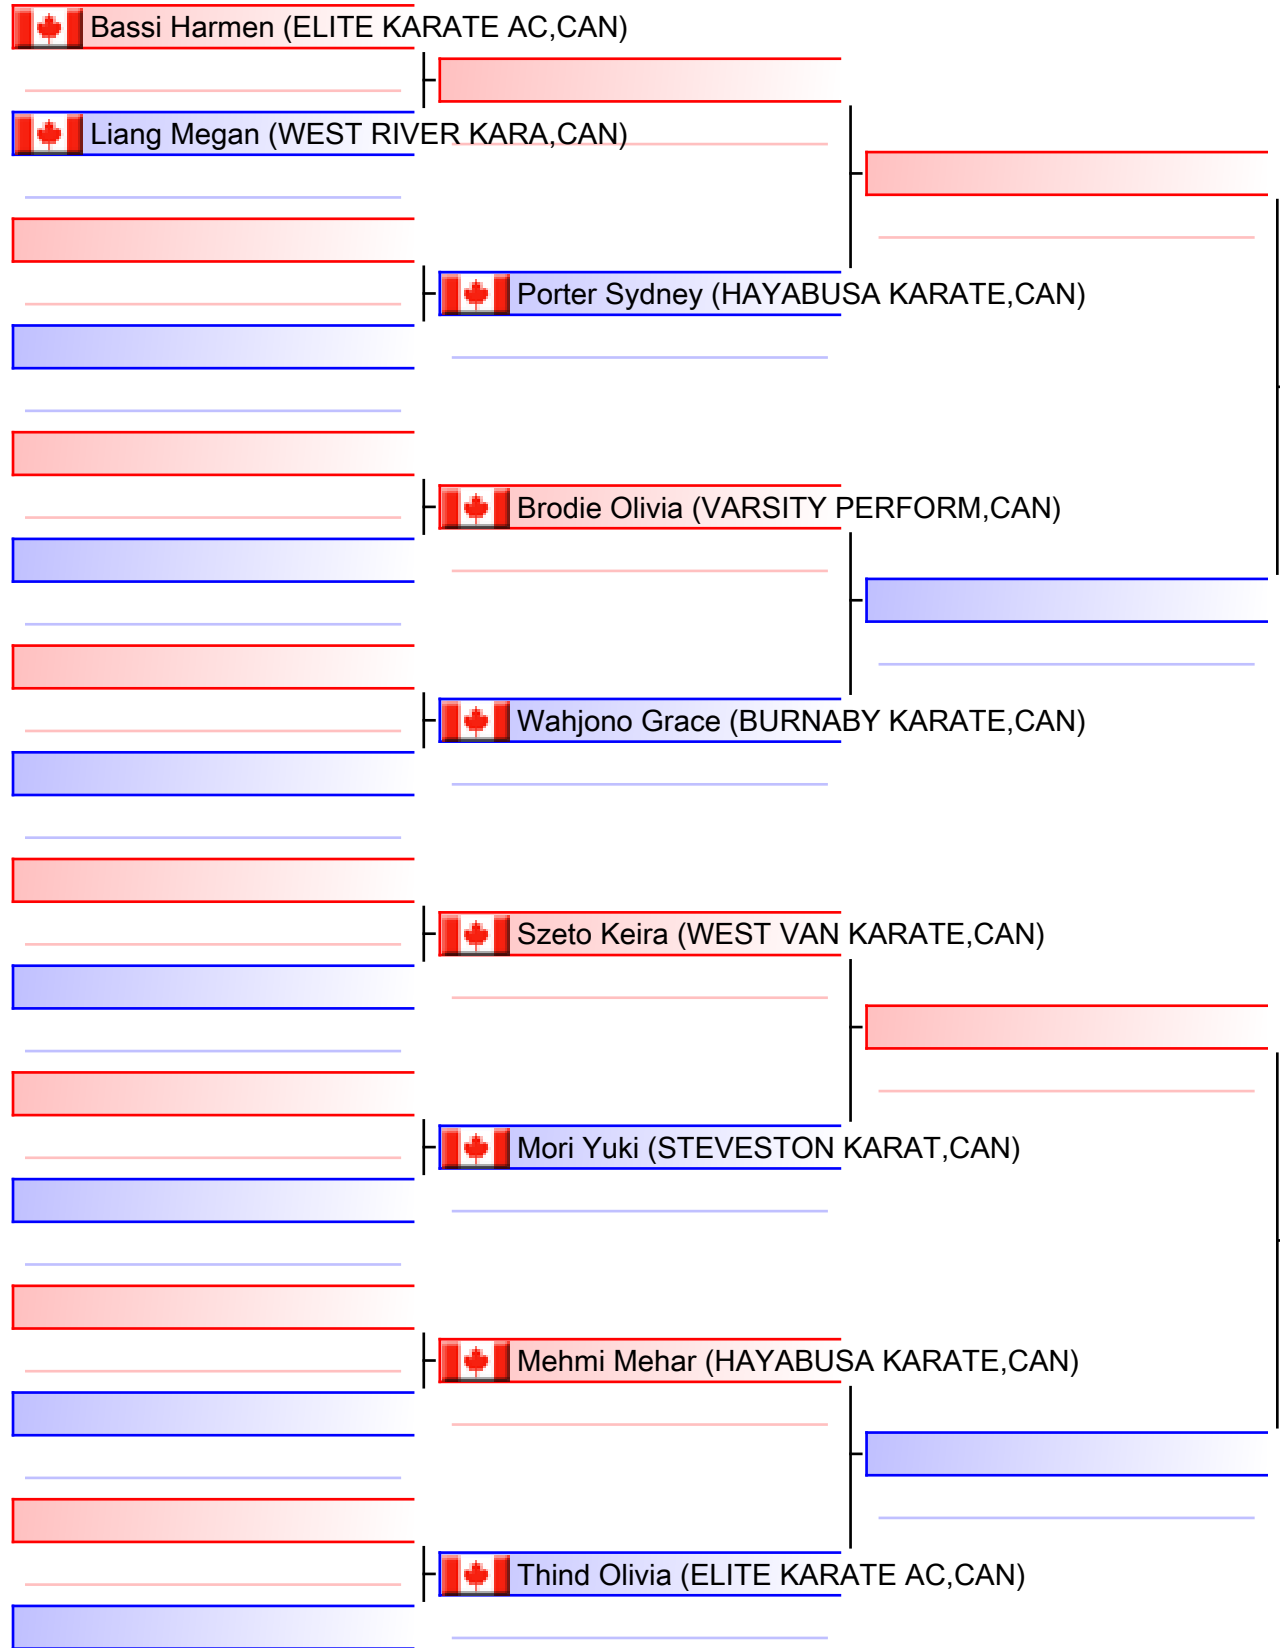 Bassi Harmen (ELITE KARATE AC,CAN)
Liang Megan (WEST RIVER KARA,CAN)
Porter Sydney (HAYABUSA KARATE,CAN)
Brodie Olivia (VARSITY PERFORM,CAN)
Wahjono Grace (BURNABY KARATE,CAN)
Szeto Keira (WEST VAN KARATE,CAN)
Mori Yuki (STEVESTON KARAT,CAN)
Mehmi Mehar (HAYABUSA KARATE,CAN)
Thind Olivia (ELITE KARATE AC,CAN)